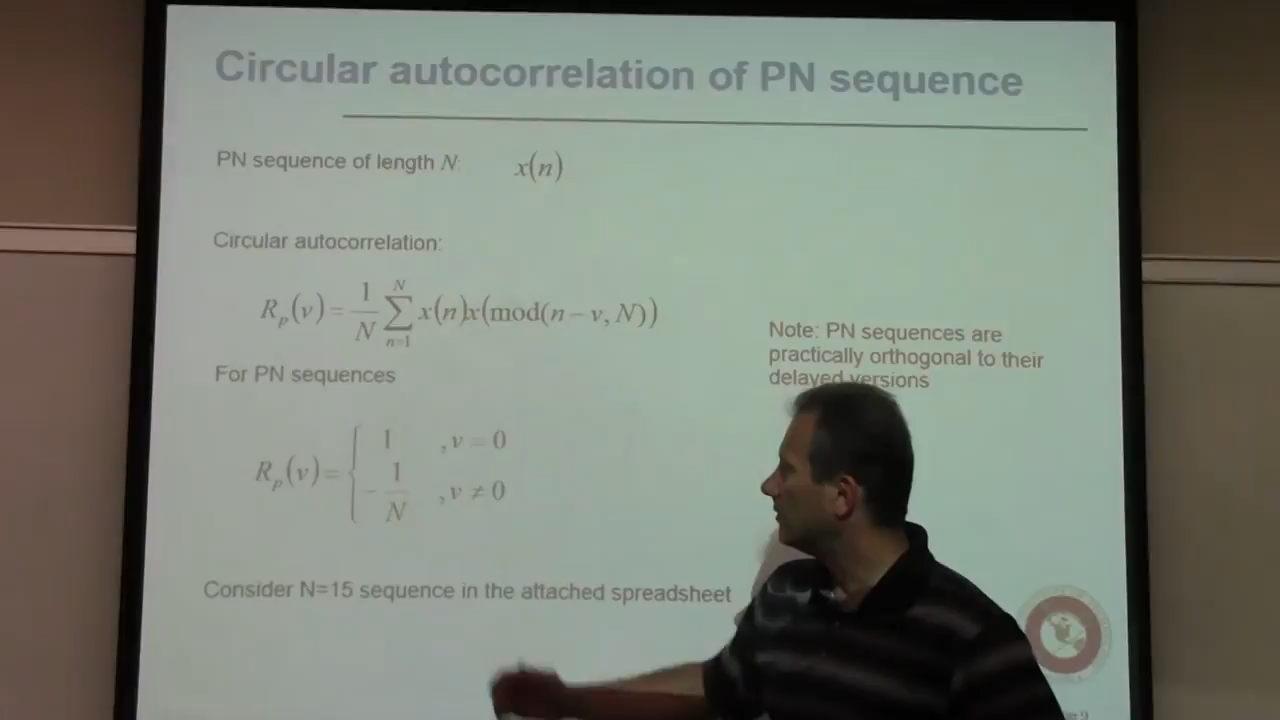 Circular autocorrelation of PN sequence
PN sequence of length N: x(n)
Circular autocorrelation:
R_p(v) = 1/N ∑_{n=1}^{N} x(n)x(mod(n − v, N))
Note: PN sequences are
practically orthogonal to their
delayed versions
For PN sequences
R_p(v) = { 1 , v = 0
− 1/N , v ≠ 0
Consider N=15 sequence in the attached spreadsheet